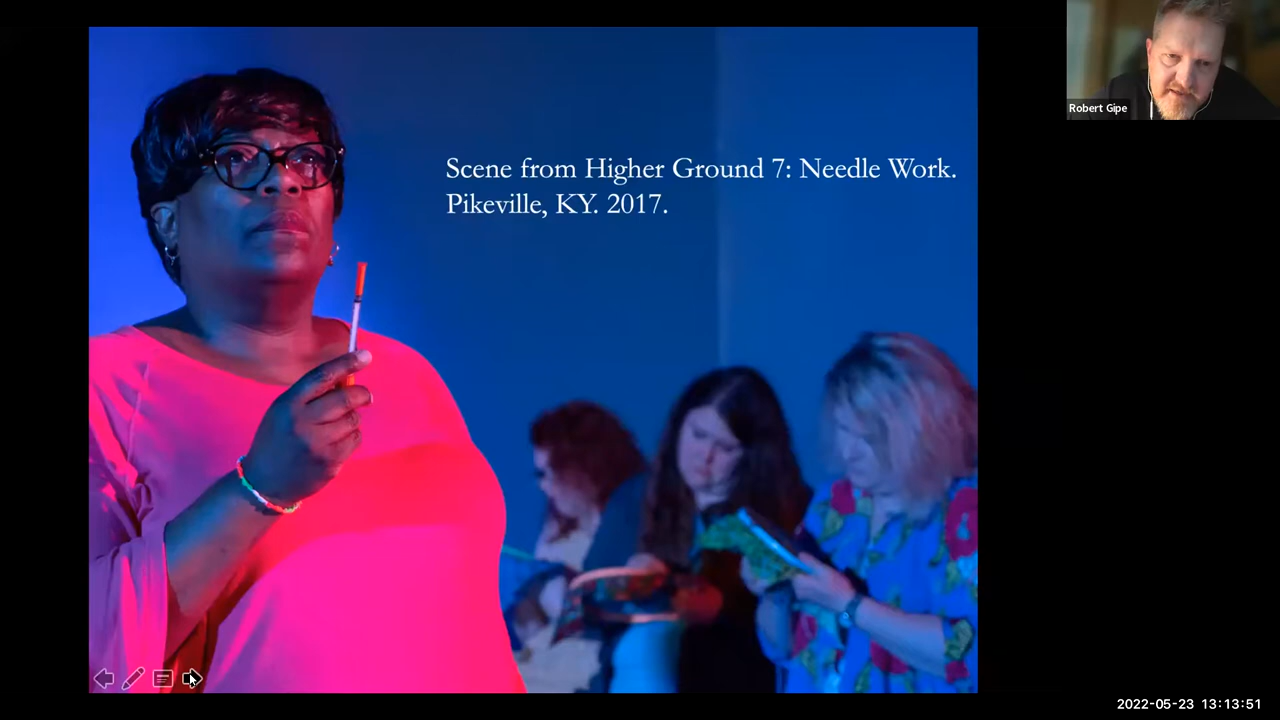 Robert Gipe
Scene from Higher Ground 7: Needle Work.
Pikeville, KY. 2017.
2022-05-23 13:13:51